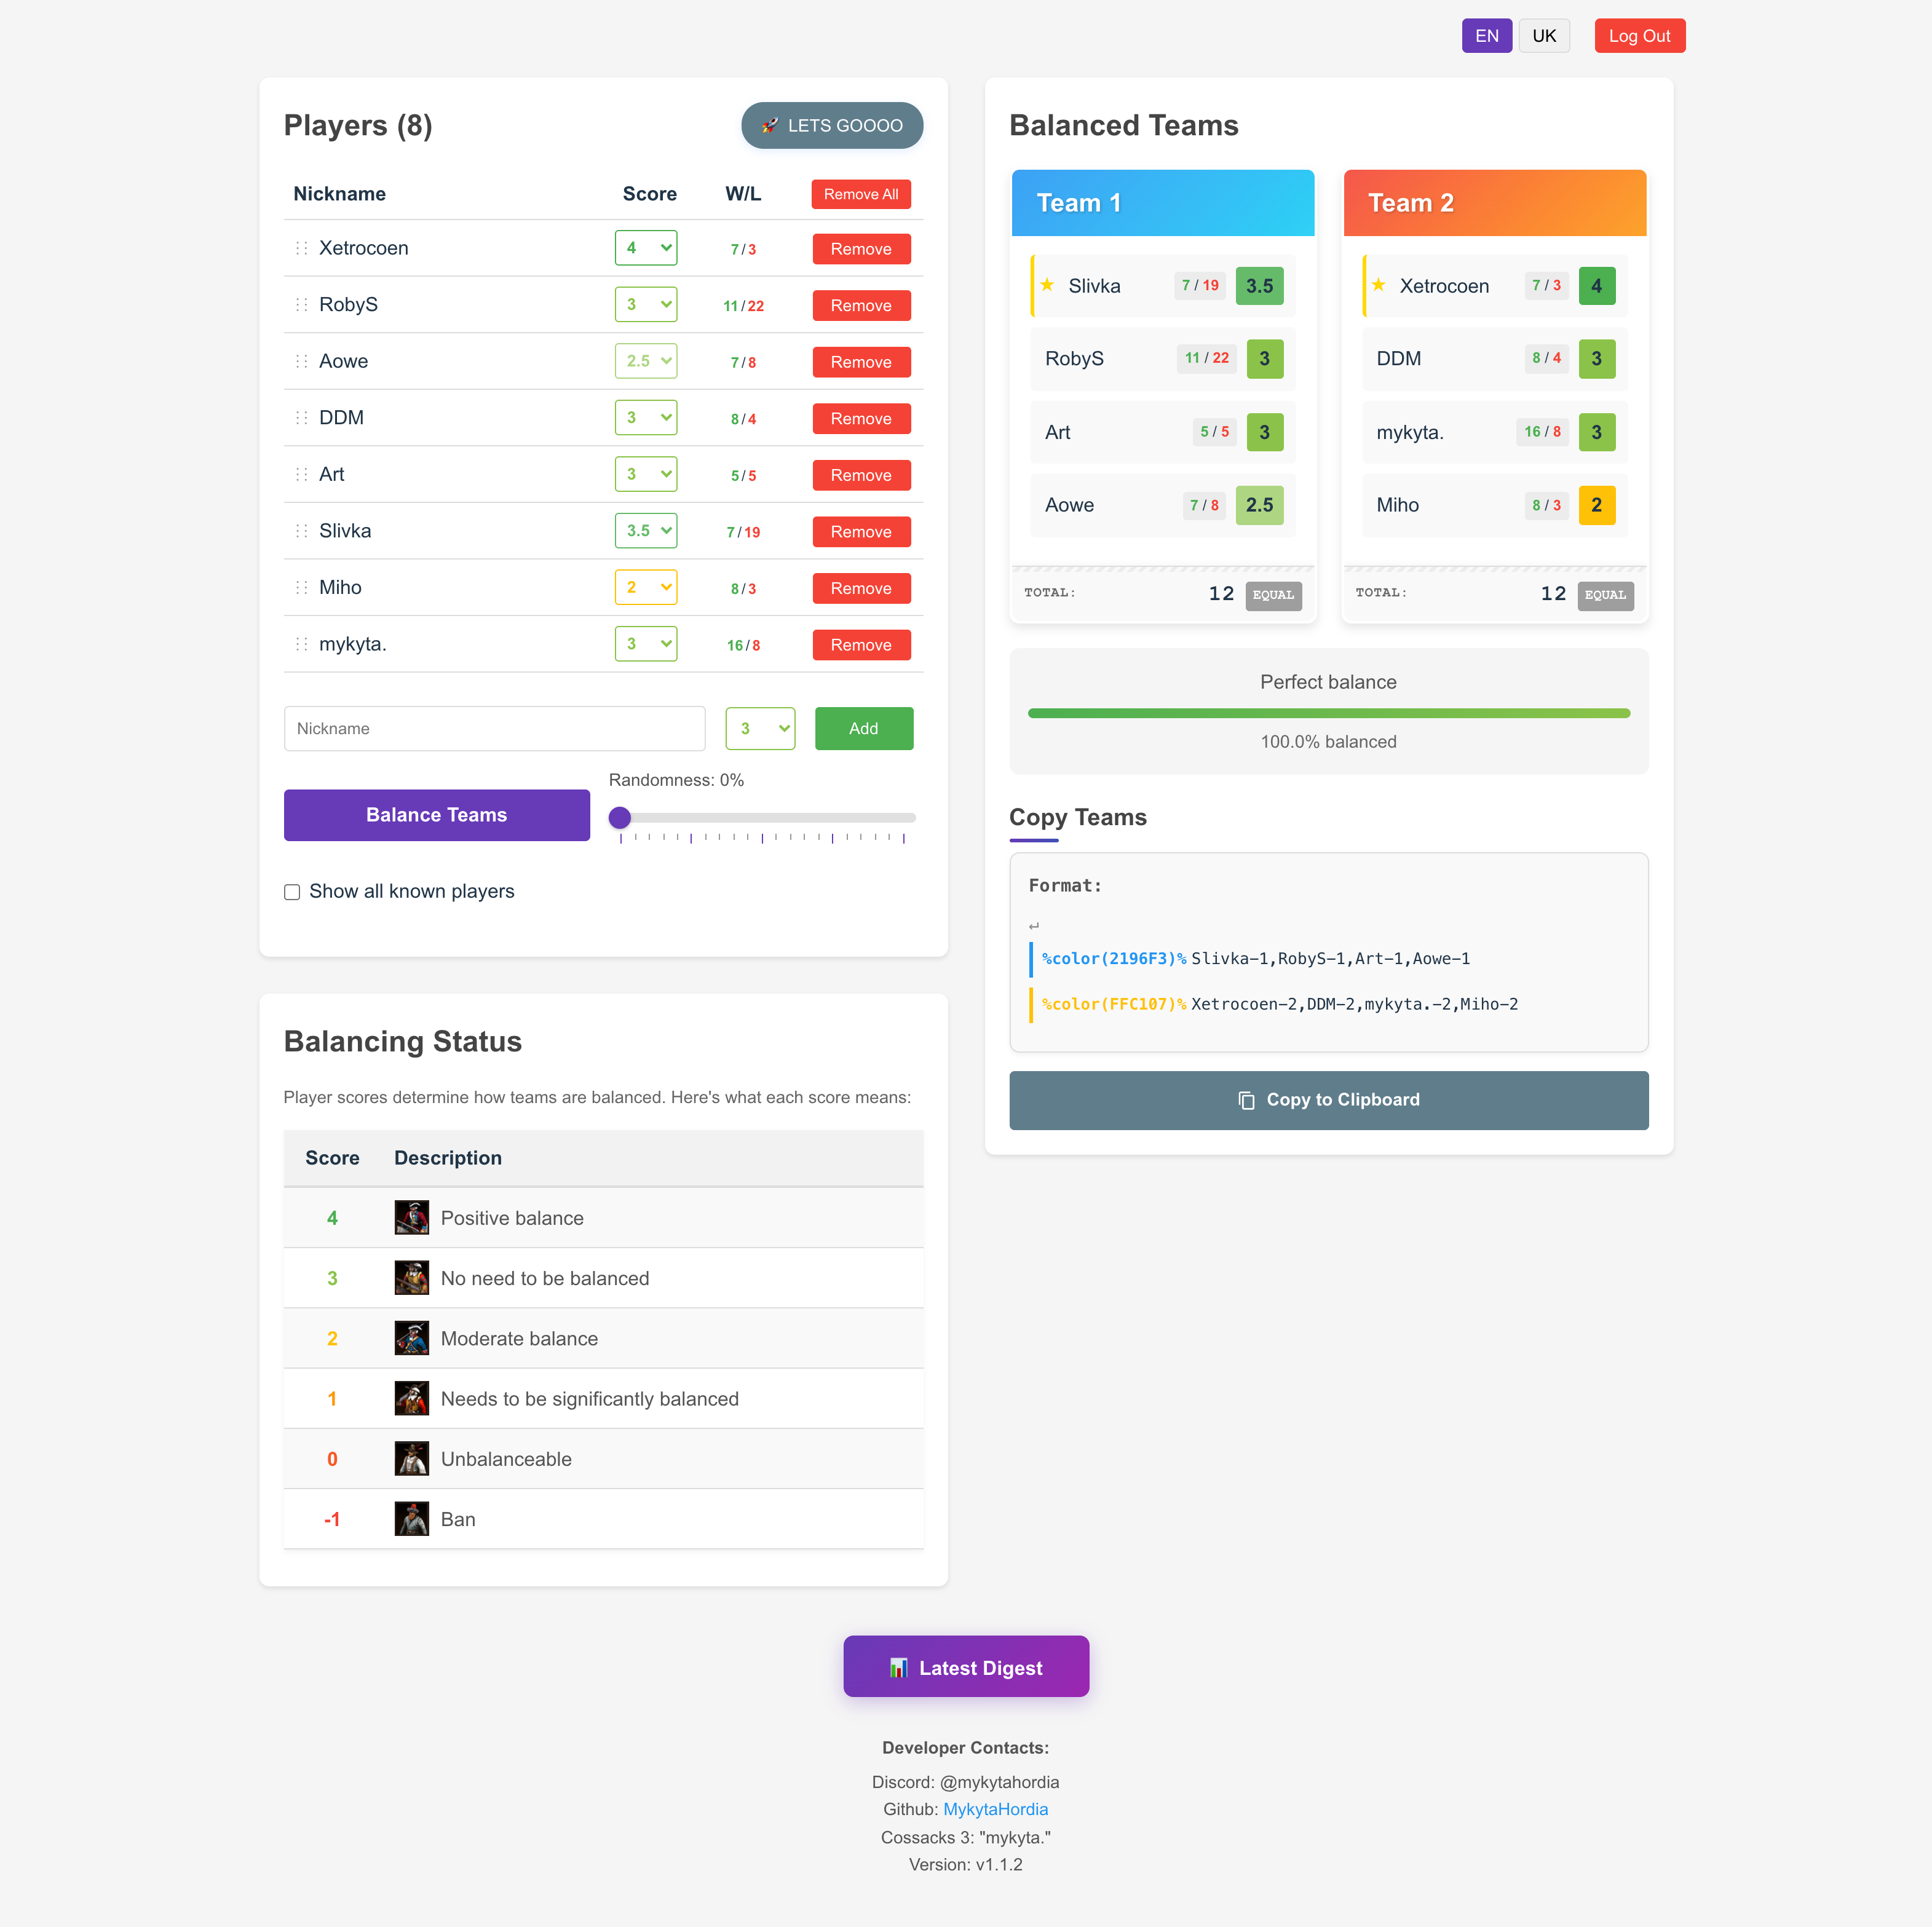 EN UK Log Out
Players (8) 🚀 LETS GOOOO
Nickname Score W/L Remove All
Xetrocoen 4 7/3 Remove
RobyS 3 11/22 Remove
Aowe 2.5 7/8 Remove
DDM 3 8/4 Remove
Art 3 5/5 Remove
Slivka 3.5 7/19 Remove
Miho 2 8/3 Remove
mykyta. 3 16/8 Remove
Nickname 3 Add
Randomness: 0%
Balance Teams
Show all known players
Balancing Status
Player scores determine how teams are balanced. Here's what each score means:
Score Description
4 Positive balance
3 No need to be balanced
2 Moderate balance
1 Needs to be significantly balanced
0 Unbalanceable
-1 Ban
Balanced Teams
Team 1
★ Slivka 7 / 19 3.5
RobyS 11 / 22 3
Art 5 / 5 3
Aowe 7 / 8 2.5
TOTAL: 12 EQUAL
Team 2
★ Xetrocoen 7 / 3 4
DDM 8 / 4 3
mykyta. 16 / 8 3
Miho 8 / 3 2
TOTAL: 12 EQUAL
Perfect balance
100.0% balanced
Copy Teams
Format:
↵
%color(2196F3)% Slivka-1,RobyS-1,Art-1,Aowe-1
%color(FFC107)% Xetrocoen-2,DDM-2,mykyta.-2,Miho-2
Copy to Clipboard
📊 Latest Digest
Developer Contacts:
Discord: @mykytahordia
Github: MykytaHordia
Cossacks 3: "mykyta."
Version: v1.1.2